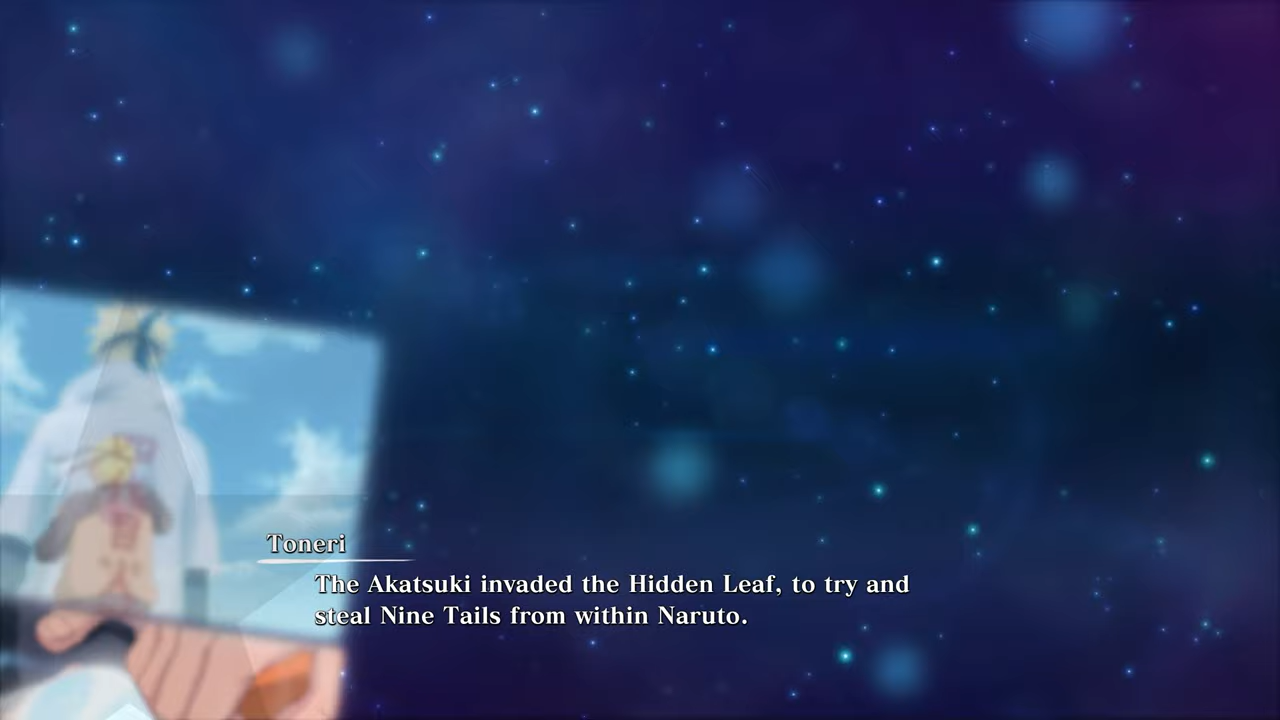 Toneri
The Akatsuki invaded the Hidden Leaf, to try and
steal Nine Tails from within Naruto.